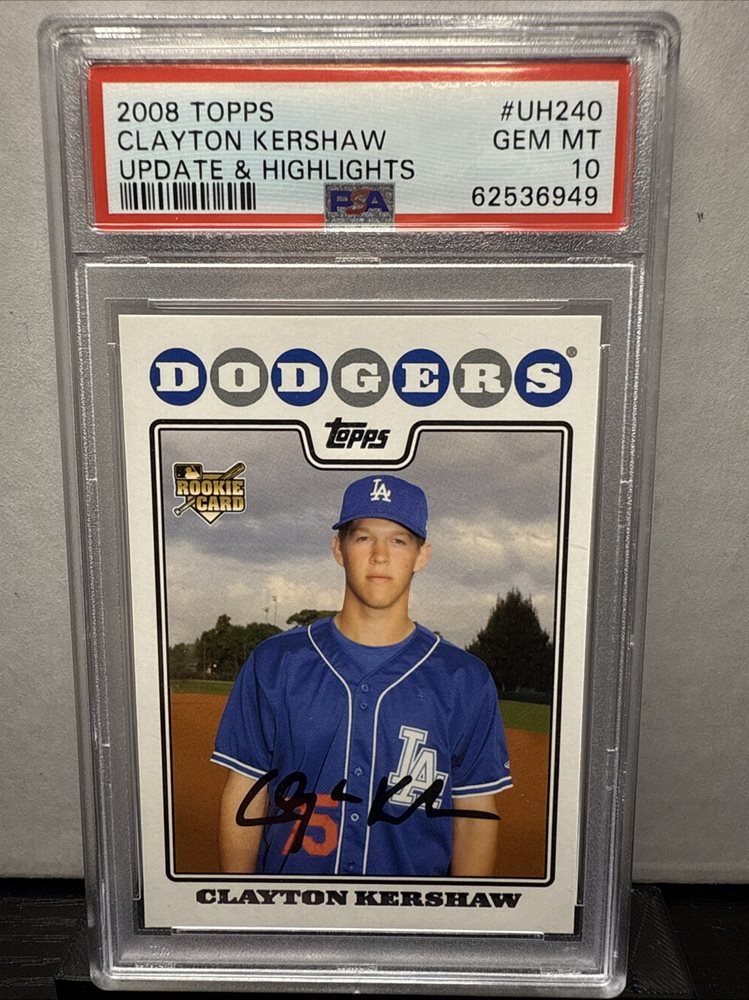 2008 TOPPS #UH240
CLAYTON KERSHAW GEM MT
UPDATE & HIGHLIGHTS 10
PSA 62536949
DODGERS®
Topps
ROOKIE
CARD
LA
LA
75
CLAYTON KERSHAW